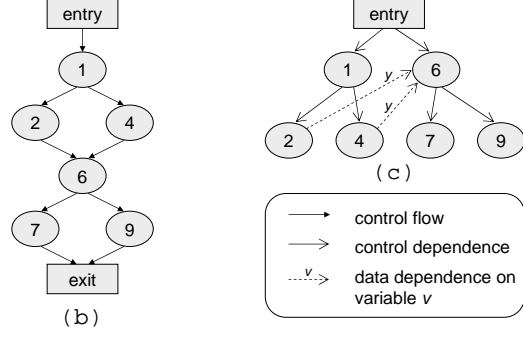 entry
1
2
4
6
7
9
exit
(b)
entry
1
6
y
y
2
4
7
9
(c)
control flow
control dependence
v
data dependence on
variable v